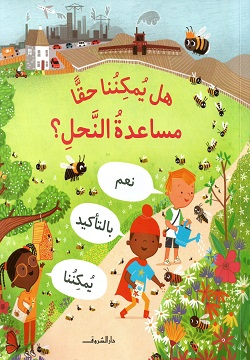 هل يُمكِنُنا حقًّا
مساعدةُ النَّحلِ؟
نعم
بالتأكيد
يُمكِنُنا
دار الشروق